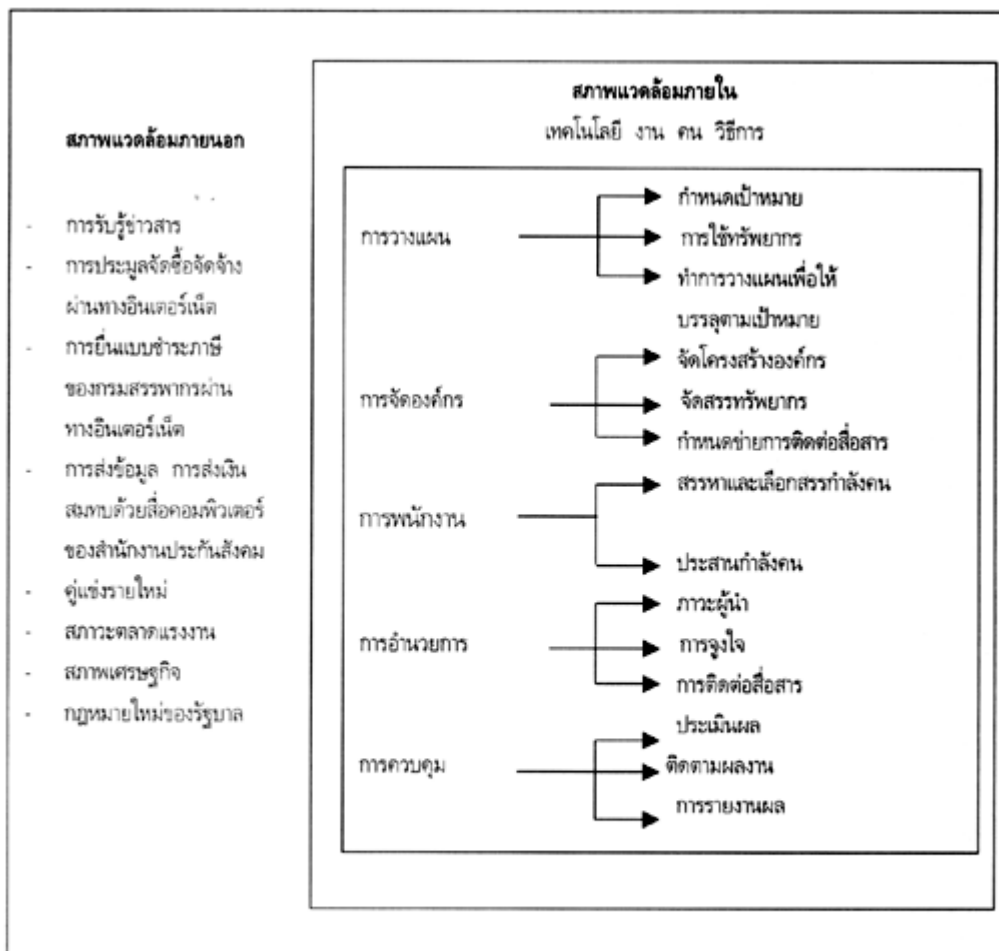 สภาพแวดล้อมภายนอก
- การรับรู้ข่าวสาร
- การประมูลจัดซื้อจัดจ้าง
ผ่านทางอินเตอร์เน็ต
- การยื่นแบบชำระภาษี
ของกรมสรรพากรผ่าน
ทางอินเตอร์เน็ต
- การส่งข้อมูล การส่งเงิน
สมทบด้วยสื่อคอมพิวเตอร์
ของสำนักงานประกันสังคม
- คู่แข่งรายใหม่
- สภาวะตลาดแรงงาน
- สภาพเศรษฐกิจ
- กฎหมายใหม่ของรัฐบาล
สภาพแวดล้อมภายใน
เทคโนโลยี งาน คน วิธีการ
การวางแผน
กำหนดเป้าหมาย
การใช้ทรัพยากร
ทำการวางแผนเพื่อให้
บรรลุตามเป้าหมาย
การจัดองค์กร
จัดโครงสร้างองค์กร
จัดสรรทรัพยากร
กำหนดข่ายการติดต่อสื่อสาร
การพนักงาน
สรรหาและเลือกสรรกำลังคน
ประสานกำลังคน
การอำนวยการ
ภาวะผู้นำ
การจูงใจ
การติดต่อสื่อสาร
การควบคุม
ประเมินผล
ติดตามผลงาน
การรายงานผล